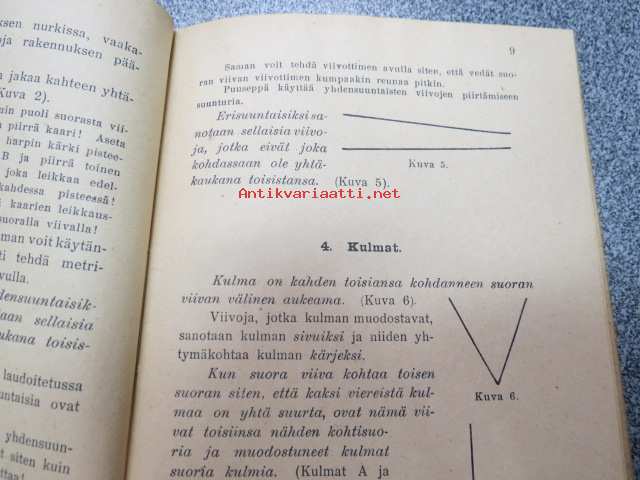 sen nurkissa, vaaka-
ja rakennuksen pää-
jakaa kahteen yhtä-
Kuva 2).
in puoli suorasta vii-
piirrä kaari! Aseta
harpin kärki pistee-
B ja piirrä toinen
joka leikkaa edel-
kahdessa pisteessä!
kaarien leikkaus-
suoralla viivalla!
man voit käytän-
ti tehdä metri-
vulla.
densuuntaisik-
taan sellaisia
kaukana toisis-
laudoitetussa
untaisia ovat
yhdensuun-
t siten kuin
taa!
9
Saman voit tehdä viivottimen avulla siten, että vedät suo-
ran viivan viivottimen kumpaakin reunaa pitkin.
Puuseppä käyttää yhdensuuntaisten viivojen piirtämiseen
suunturia.
Erisuuntaisiksi sa-
notaan sellaisia viivo-
ja, jotka eivät joka
kohdassaan ole yhtä-
kaukana toisistansa. (Kuva 5).
Kuva 5.
Antikvariaatti.net
4. Kulmat.
Kulma on kahden toisiansa kohdanneen suoran
viivan välinen aukeama. (Kuva 6).
Viivoja, jotka kulman muodostavat,
sanotaan kulman sivuiksi ja niiden yh-
tymäkohtaa kulman kärjeksi.
Kun suora viiva kohtaa toisen
suoran siten, että kaksi viereistä kul-
maa on yhtä suurta, ovat nämä vii-
vat toisiinsa nähden kohtisuo-
ria ja muodostuneet kulmat
suoria kulmia. (Kulmat A ja
Kuva 6.